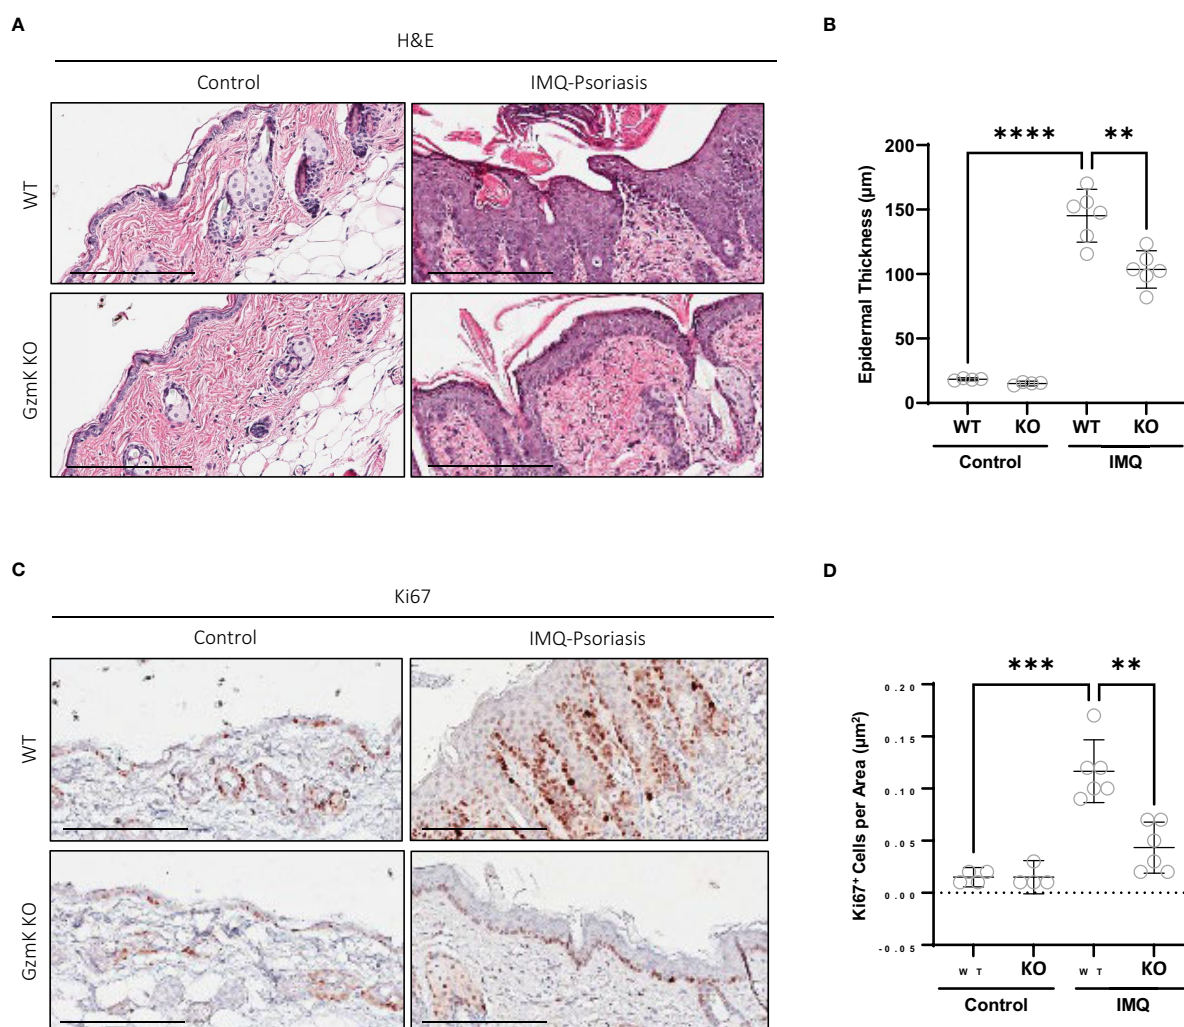 A
H&E
Control IMQ-Psoriasis
WT
GzmK KO
B
**** **
200
150
100
50
0
Epidermal Thickness (µm)
WT KO WT KO
Control IMQ
C
Ki67
Control IMQ-Psoriasis
WT
GzmK KO
D
*** **
0.20
0.15
0.10
0.05
0.00
-0.05
Ki67⁺ Cells per Area (µm²)
W T KO W T KO
Control IMQ